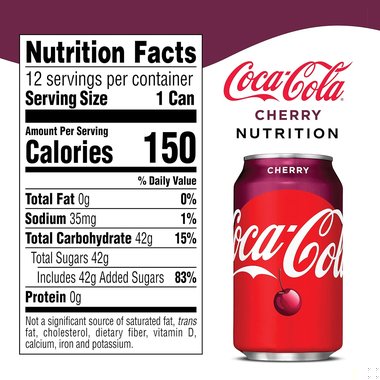 Nutrition Facts
12 servings per container
Serving Size 1 Can
Amount Per Serving
Calories 150
% Daily Value
Total Fat 0g 0%
Sodium 35mg 1%
Total Carbohydrate 42g 15%
Total Sugars 42g
Includes 42g Added Sugars 83%
Protein 0g
Not a significant source of saturated fat, trans
fat, cholesterol, dietary fiber, vitamin D,
calcium, iron and potassium.
Coca-Cola
CHERRY
NUTRITION
CHERRY
Coca-Cola